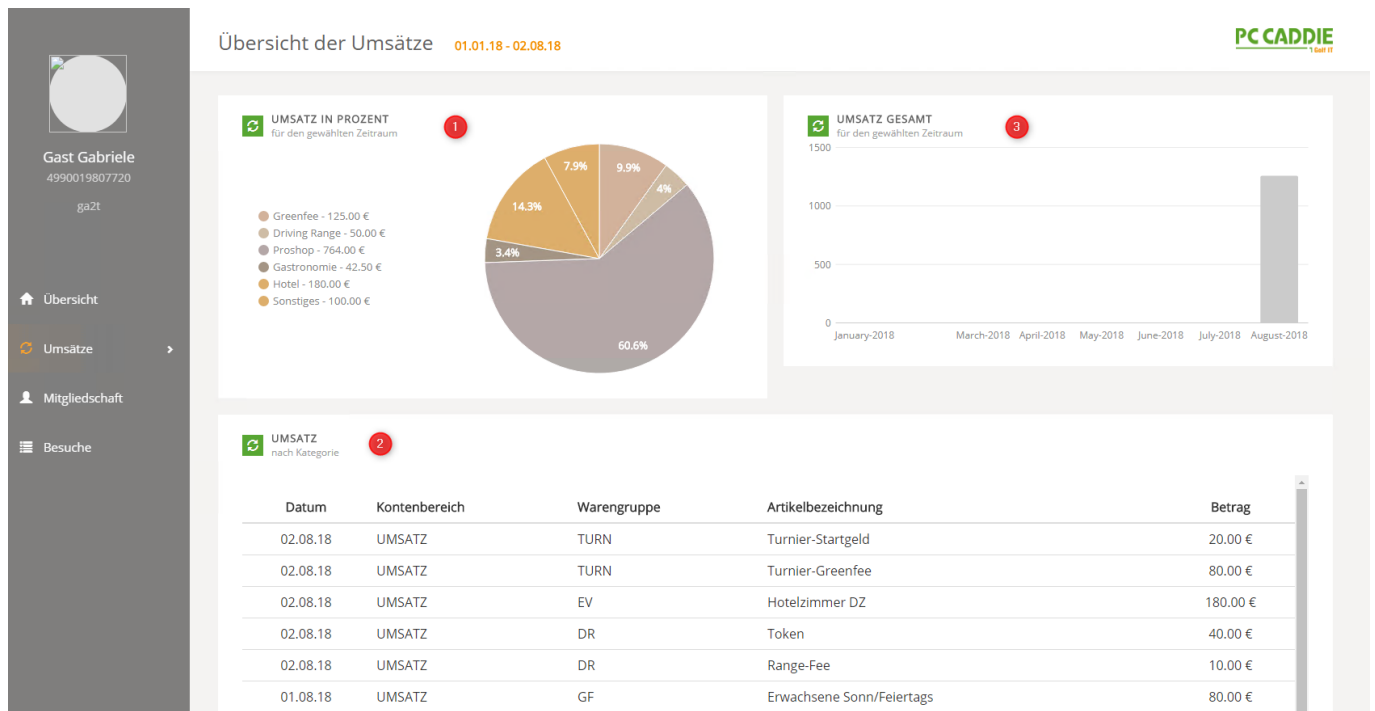 Übersicht der Umsätze 01.01.18 - 02.08.18
PC CADDIE
Golf IT
Gast Gabriele
4990019807720
ga2t
Übersicht
Umsätze
Mitgliedschaft
Besuche
UMSATZ IN PROZENT
für den gewählten Zeitraum
1
Greenfee - 125.00 €
Driving Range - 50.00 €
Proshop - 764.00 €
Gastronomie - 42.50 €
Hotel - 180.00 €
Sonstiges - 100.00 €
7.9%
9.9%
4%
14.3%
3.4%
60.6%
UMSATZ GESAMT
für den gewählten Zeitraum
3
1500
1000
500
0
January-2018 March-2018 April-2018 May-2018 June-2018 July-2018 August-2018
UMSATZ
nach Kategorie
2
Datum Kontenbereich Warengruppe Artikelbezeichnung Betrag
02.08.18 UMSATZ TURN Turnier-Startgeld 20.00 €
02.08.18 UMSATZ TURN Turnier-Greenfee 80.00 €
02.08.18 UMSATZ EV Hotelzimmer DZ 180.00 €
02.08.18 UMSATZ DR Token 40.00 €
02.08.18 UMSATZ DR Range-Fee 10.00 €
01.08.18 UMSATZ GF Erwachsene Sonn/Feiertags 80.00 €